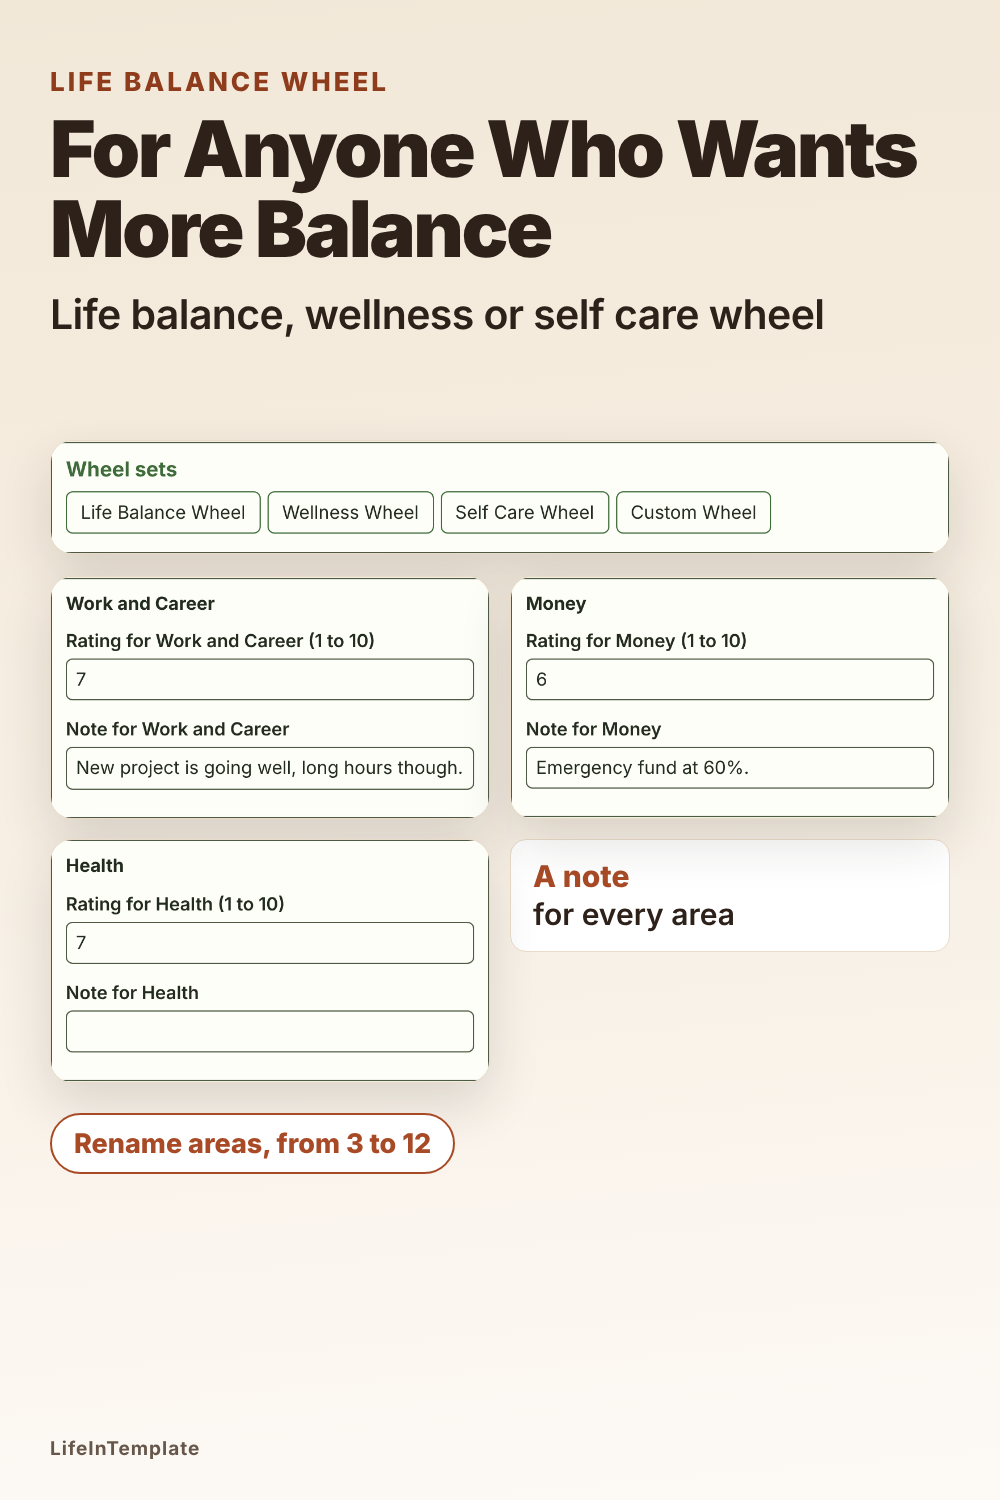 LIFE BALANCE WHEEL
For Anyone Who Wants
More Balance
Life balance, wellness or self care wheel
Wheel sets
Life Balance Wheel
Wellness Wheel
Self Care Wheel
Custom Wheel
Work and Career
Rating for Work and Career (1 to 10)
7
Note for Work and Career
New project is going well, long hours though.
Money
Rating for Money (1 to 10)
6
Note for Money
Emergency fund at 60%.
Health
Rating for Health (1 to 10)
7
Note for Health
A note
for every area
Rename areas, from 3 to 12
LifeInTemplate